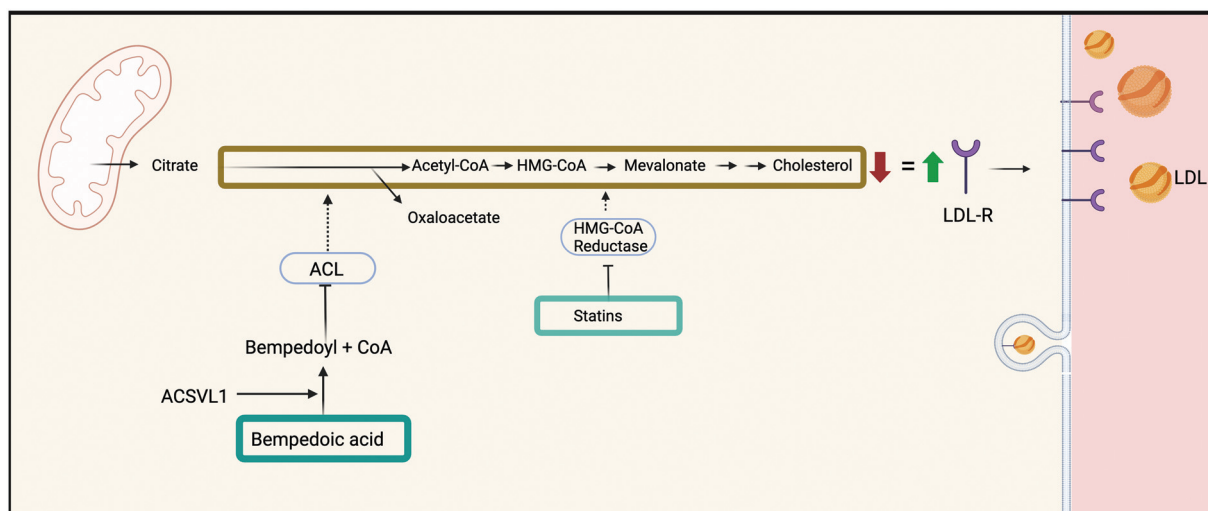 Citrate
Acetyl-CoA
HMG-CoA
Mevalonate
Cholesterol
=
LDL-R
LDL
Oxaloacetate
HMG-CoA
Reductase
ACL
Statins
Bempedoyl + CoA
ACSVL1
Bempedoic acid